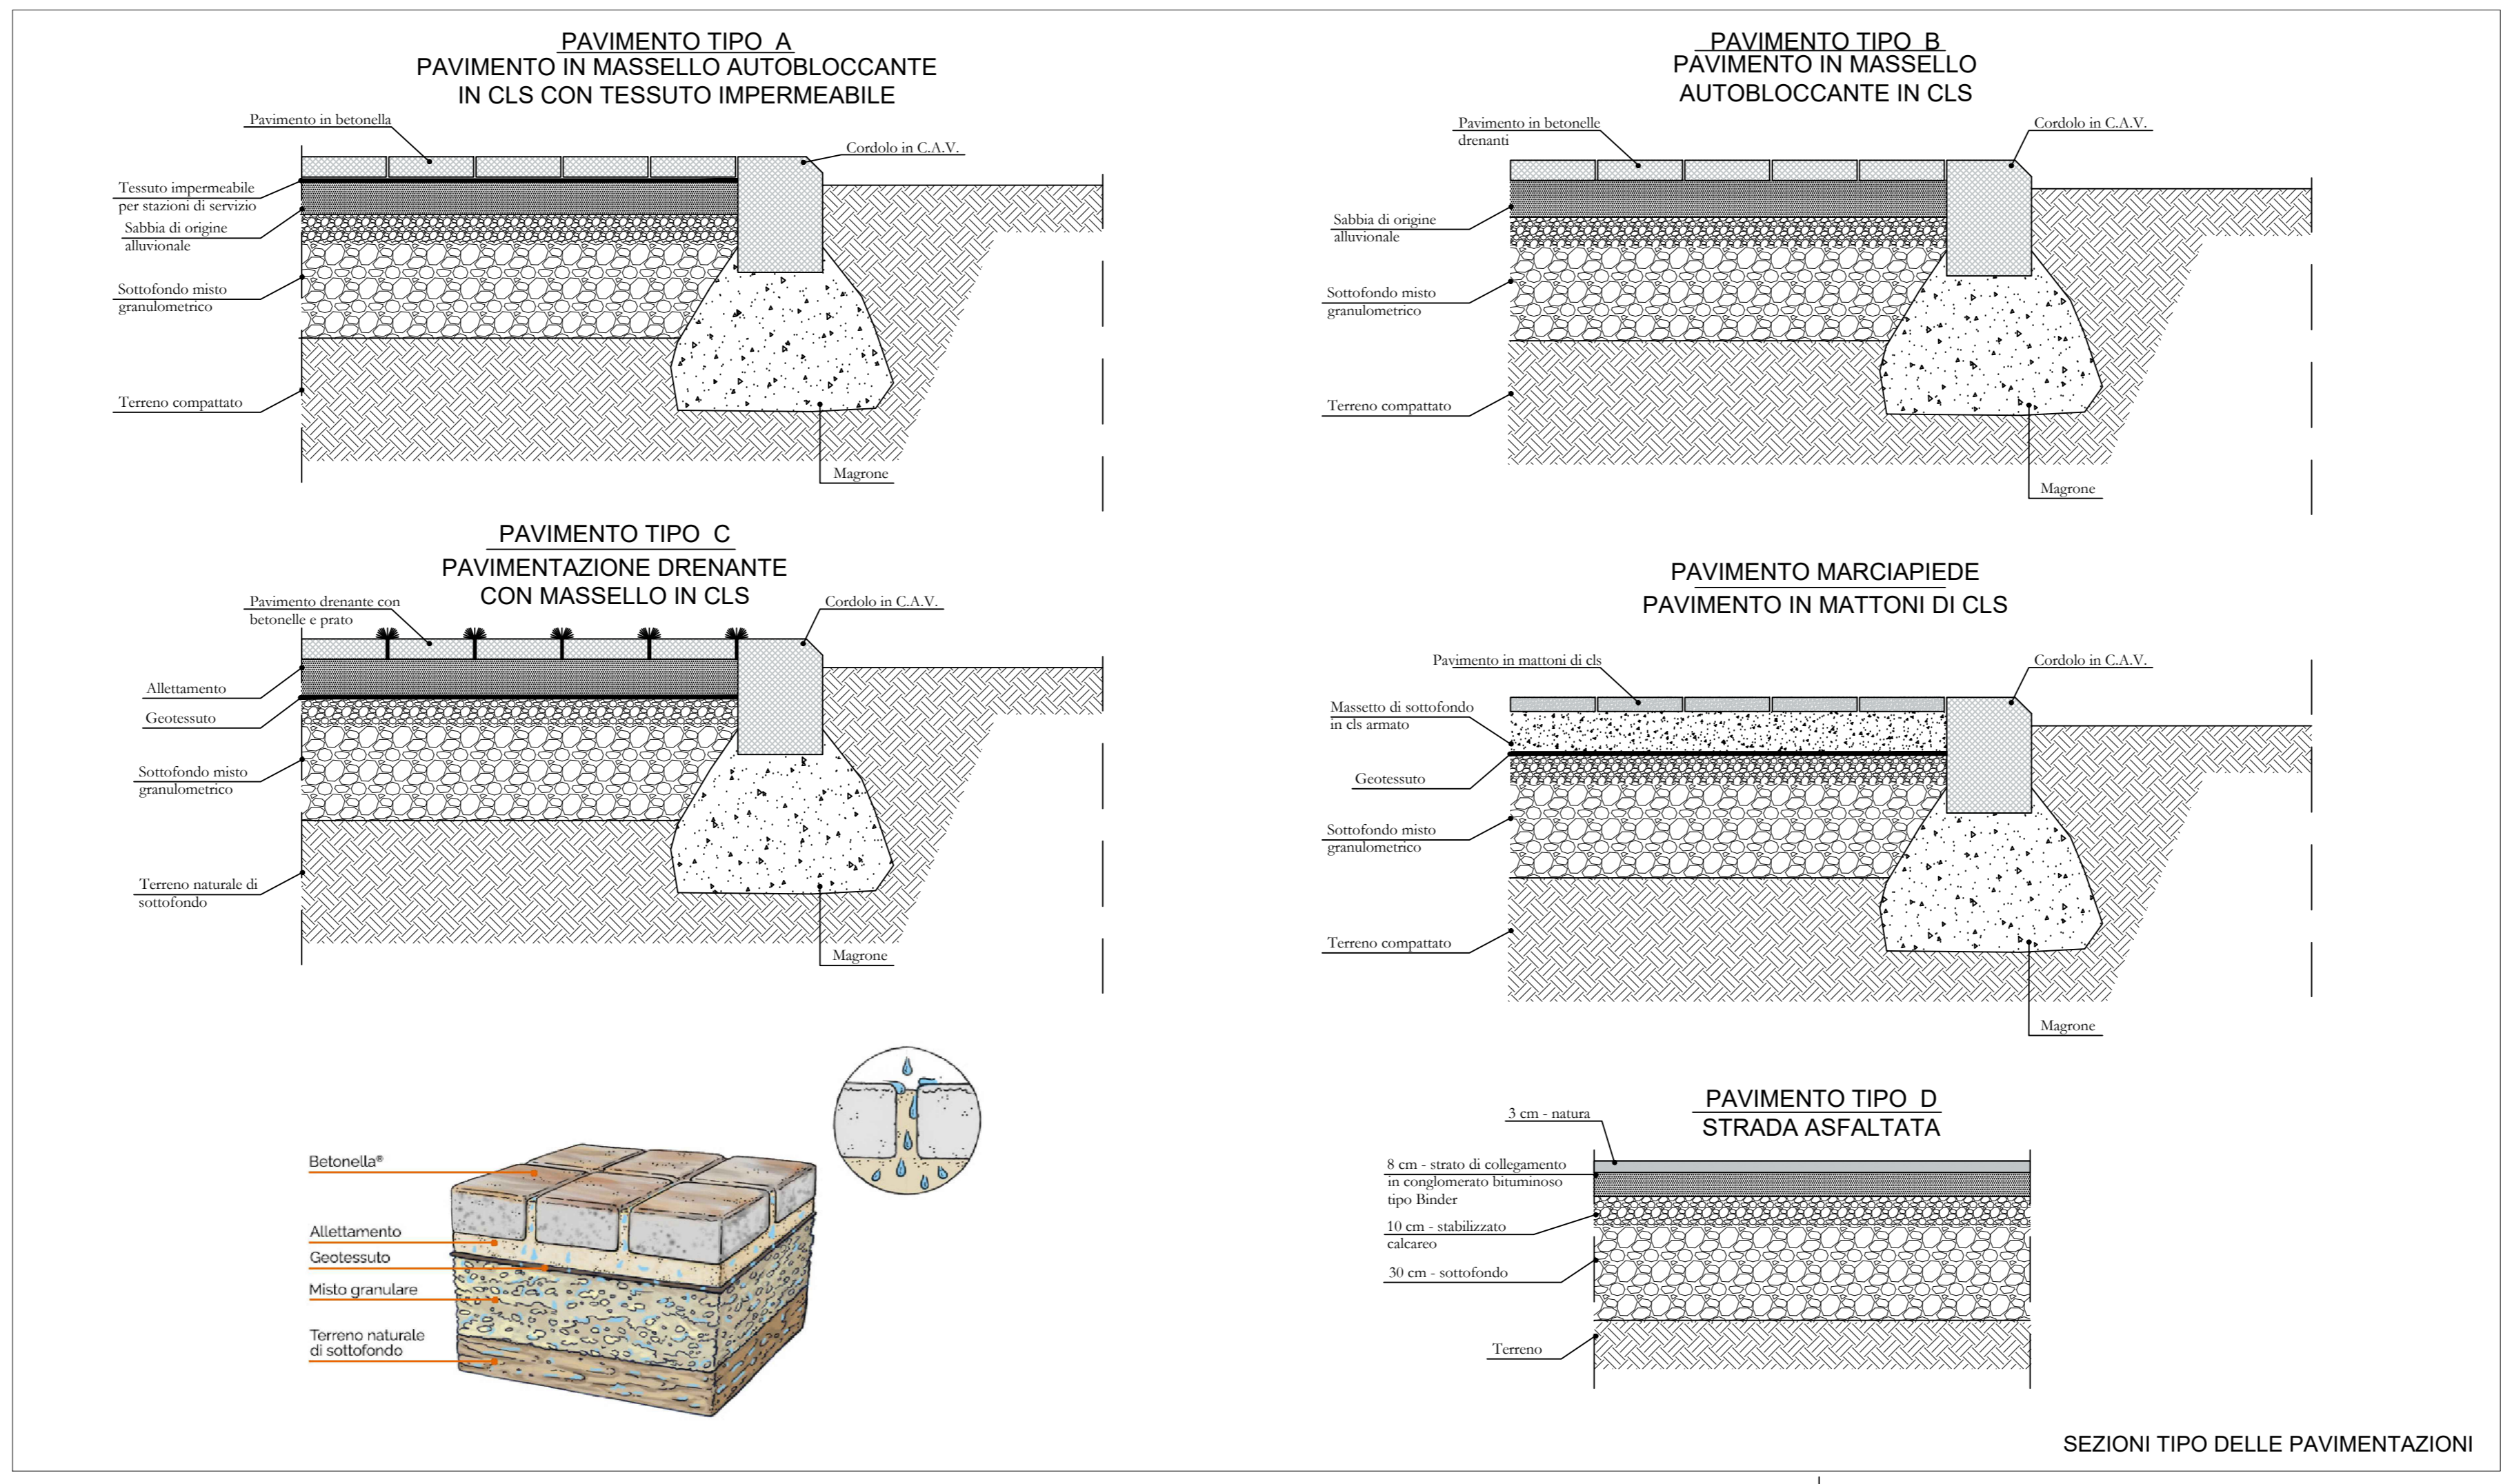 PAVIMENTO TIPO A
PAVIMENTO IN MASSELLO AUTOBLOCCANTE
IN CLS CON TESSUTO IMPERMEABILE
Pavimento in betonella
Cordolo in C.A.V.
Tessuto impermeabile
per stazioni di servizio
Sabbia di origine
alluvionale
Sottofondo misto
granulometrico
Terreno compattato
Magrone
PAVIMENTO TIPO B
PAVIMENTO IN MASSELLO
AUTOBLOCCANTE IN CLS
Pavimento in betonelle
drenanti
Cordolo in C.A.V.
Sabbia di origine
alluvionale
Sottofondo misto
granulometrico
Terreno compattato
Magrone
PAVIMENTO TIPO C
PAVIMENTAZIONE DRENANTE
CON MASSELLO IN CLS
Pavimento drenante con
betonelle e prato
Cordolo in C.A.V.
Allettamento
Geotessuto
Sottofondo misto
granulometrico
Terreno naturale di
sottofondo
Magrone
PAVIMENTO MARCIAPIEDE
PAVIMENTO IN MATTONI DI CLS
Pavimento in mattoni di cls
Cordolo in C.A.V.
Massetto di sottofondo
in cls armato
Geotessuto
Sottofondo misto
granulometrico
Terreno compattato
Magrone
Betonella®
Allettamento
Geotessuto
Misto granulare
Terreno naturale
di sottofondo
PAVIMENTO TIPO D
STRADA ASFALTATA
3 cm - natura
8 cm - strato di collegamento
in conglomerato bituminoso
tipo Binder
10 cm - stabilizzato
calcareo
30 cm - sottofondo
Terreno
SEZIONI TIPO DELLE PAVIMENTAZIONI